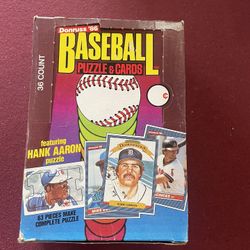 Donruss '86
BASEBALL
PUZZLE & CARDS
36 COUNT
featuring
HANK AARON
puzzle
63 PIECES MAKE
COMPLETE PUZZLE